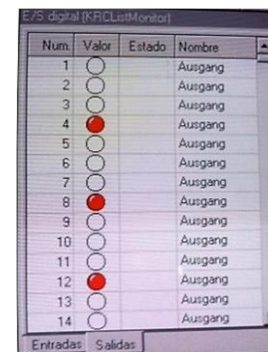 E/S digital [KRCListMonitor]
Num. Valor Estado Nombre
1 Ausgang
2 Ausgang
3 Ausgang
4 Ausgang
5 Ausgang
6 Ausgang
7 Ausgang
8 Ausgang
9 Ausgang
10 Ausgang
11 Ausgang
12 Ausgang
13 Ausgang
14 Ausgang
Entradas Salidas